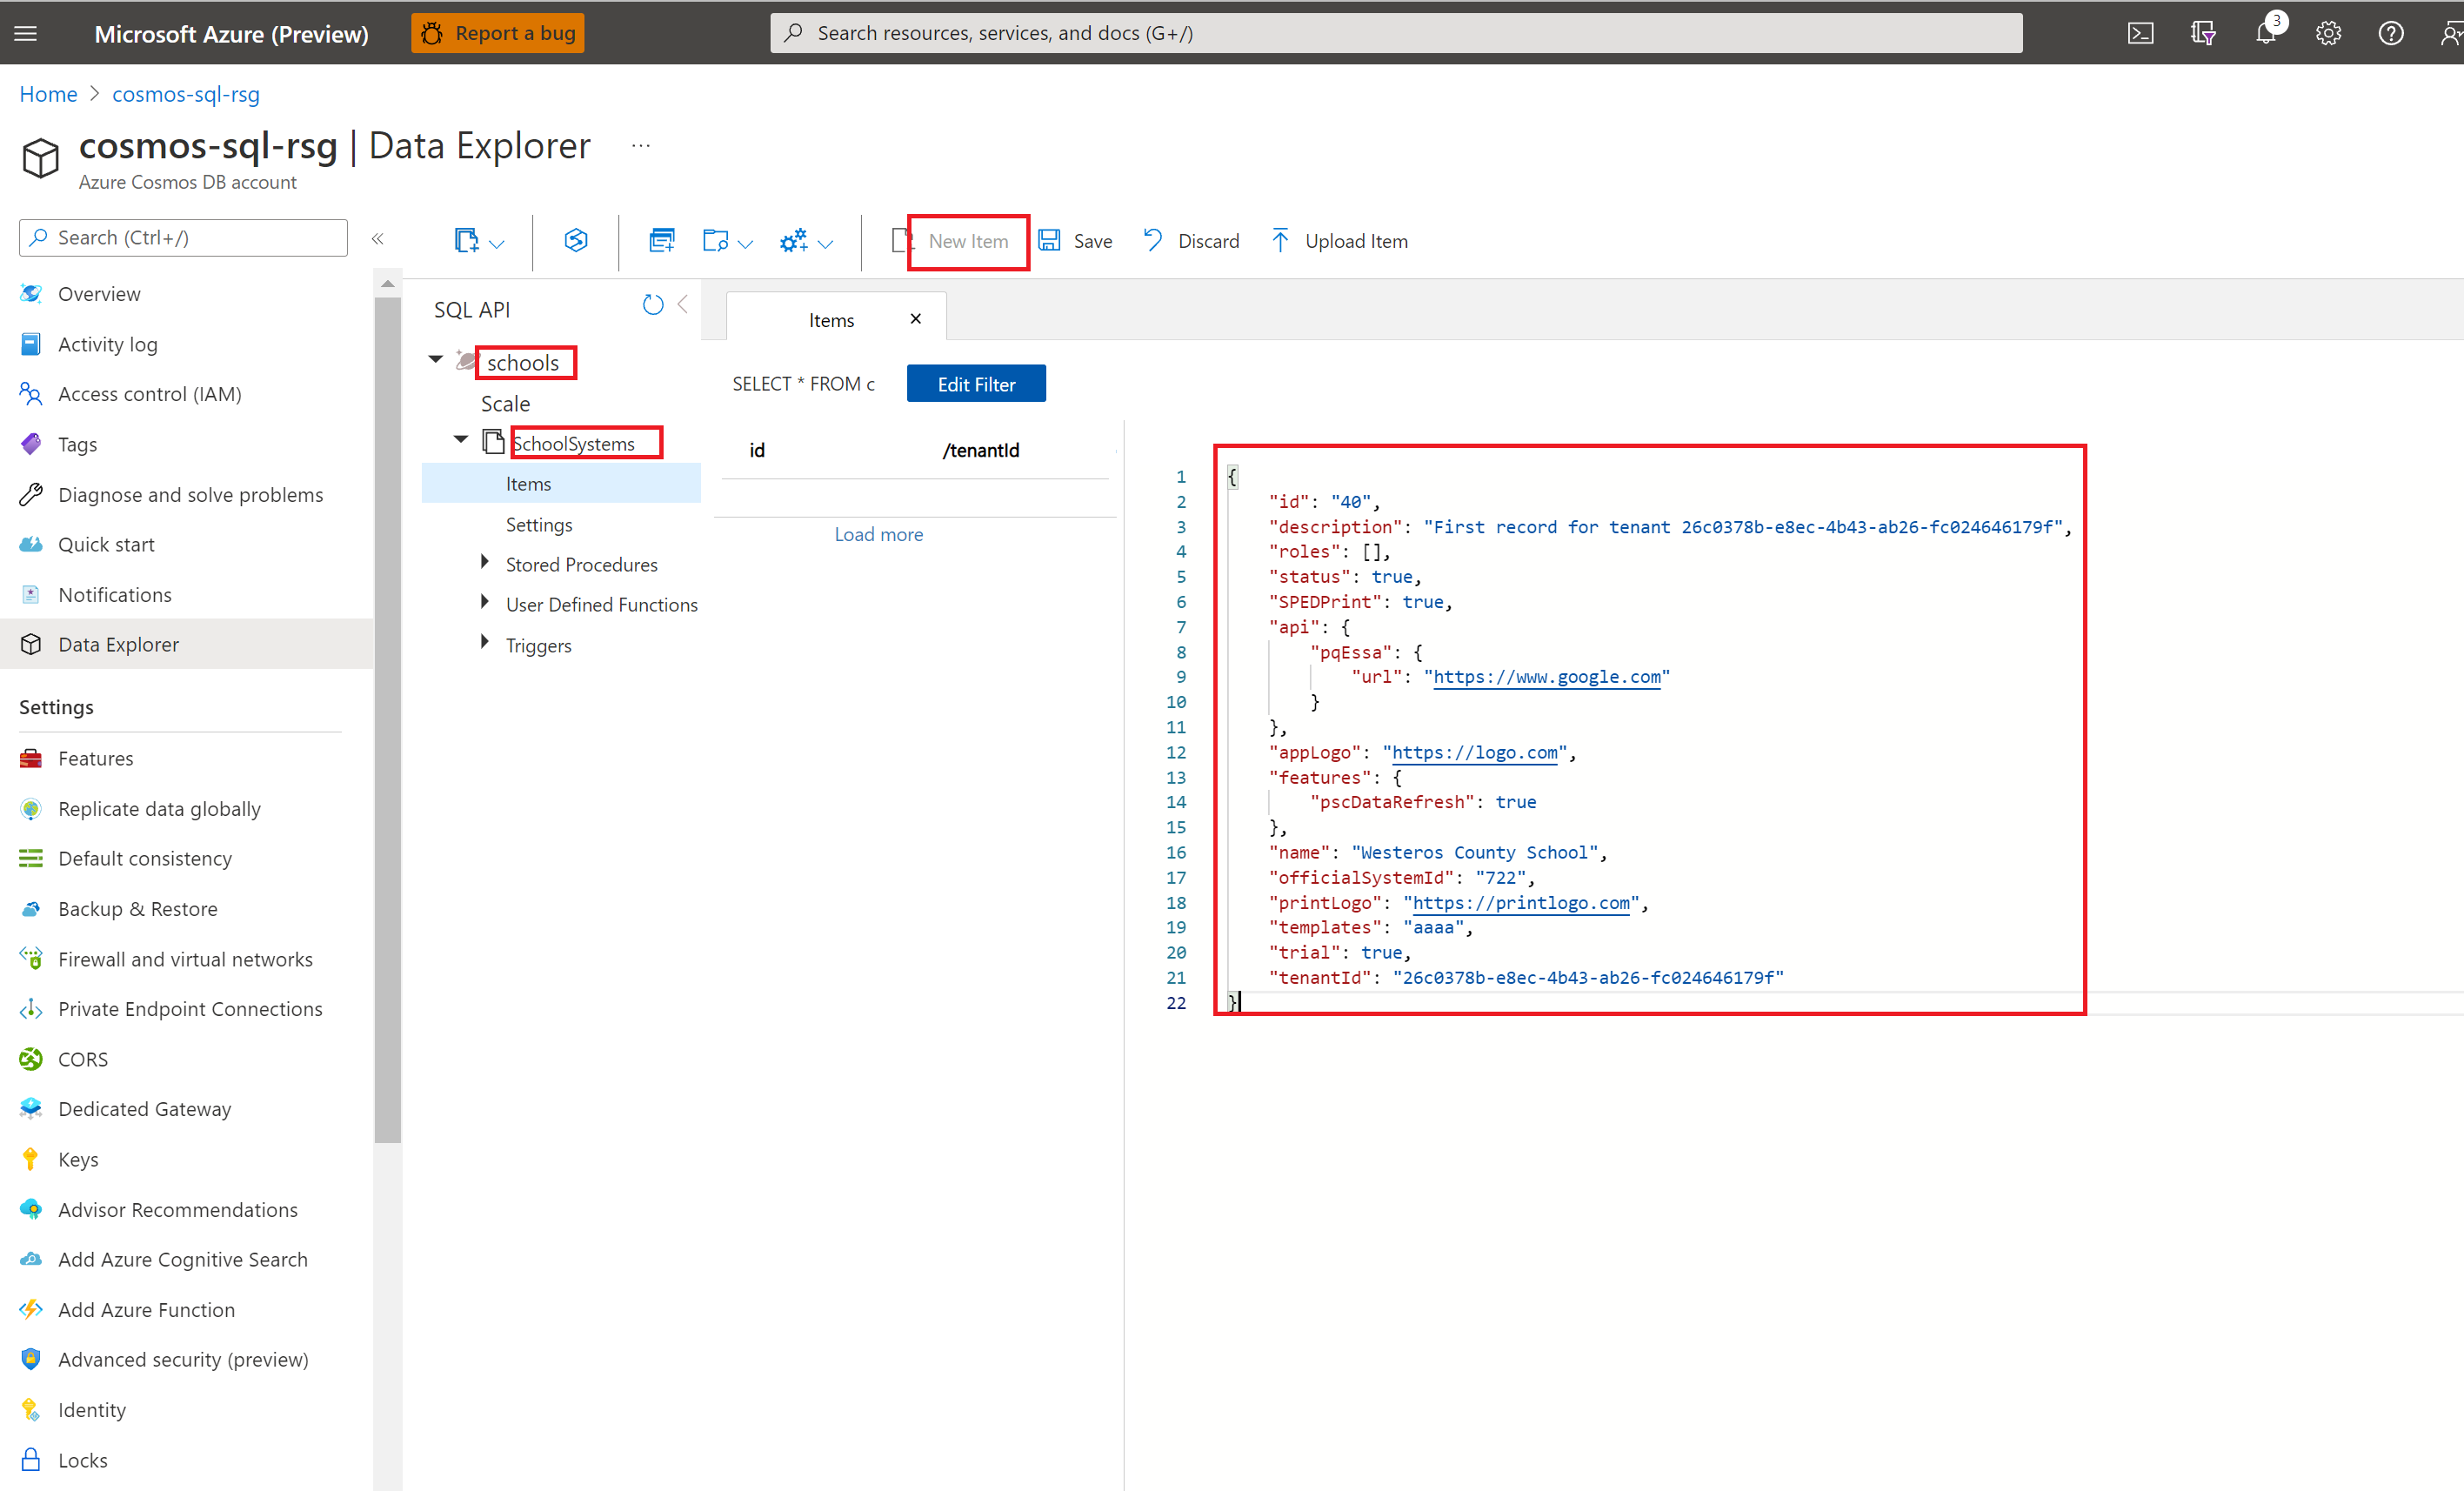 Microsoft Azure (Preview)
Report a bug
Search resources, services, and docs (G+/)
3
Home > cosmos-sql-rsg
cosmos-sql-rsg | Data Explorer ...
Azure Cosmos DB account
Search (Ctrl+/)
«
Overview
Activity log
Access control (IAM)
Tags
Diagnose and solve problems
Quick start
Notifications
Data Explorer
Settings
Features
Replicate data globally
Default consistency
Backup & Restore
Firewall and virtual networks
Private Endpoint Connections
CORS
Dedicated Gateway
Keys
Advisor Recommendations
Add Azure Cognitive Search
Add Azure Function
Advanced security (preview)
Identity
Locks
New Item
Save
Discard
Upload Item
SQL API
schools
Scale
SchoolSystems
Items
Settings
Stored Procedures
User Defined Functions
Triggers
Items
SELECT * FROM c
Edit Filter
id /tenantId
Load more
1 {
2 "id": "40",
3 "description": "First record for tenant 26c0378b-e8ec-4b43-ab26-fc024646179f",
4 "roles": [],
5 "status": true,
6 "SPEDPrint": true,
7 "api": {
8 "pqEssa": {
9 "url": "https://www.google.com"
10 }
11 },
12 "appLogo": "https://logo.com",
13 "features": {
14 "pscDataRefresh": true
15 },
16 "name": "Westeros County School",
17 "officialSystemId": "722",
18 "printLogo": "https://printlogo.com",
19 "templates": "aaaa",
20 "trial": true,
21 "tenantId": "26c0378b-e8ec-4b43-ab26-fc024646179f"
22 }